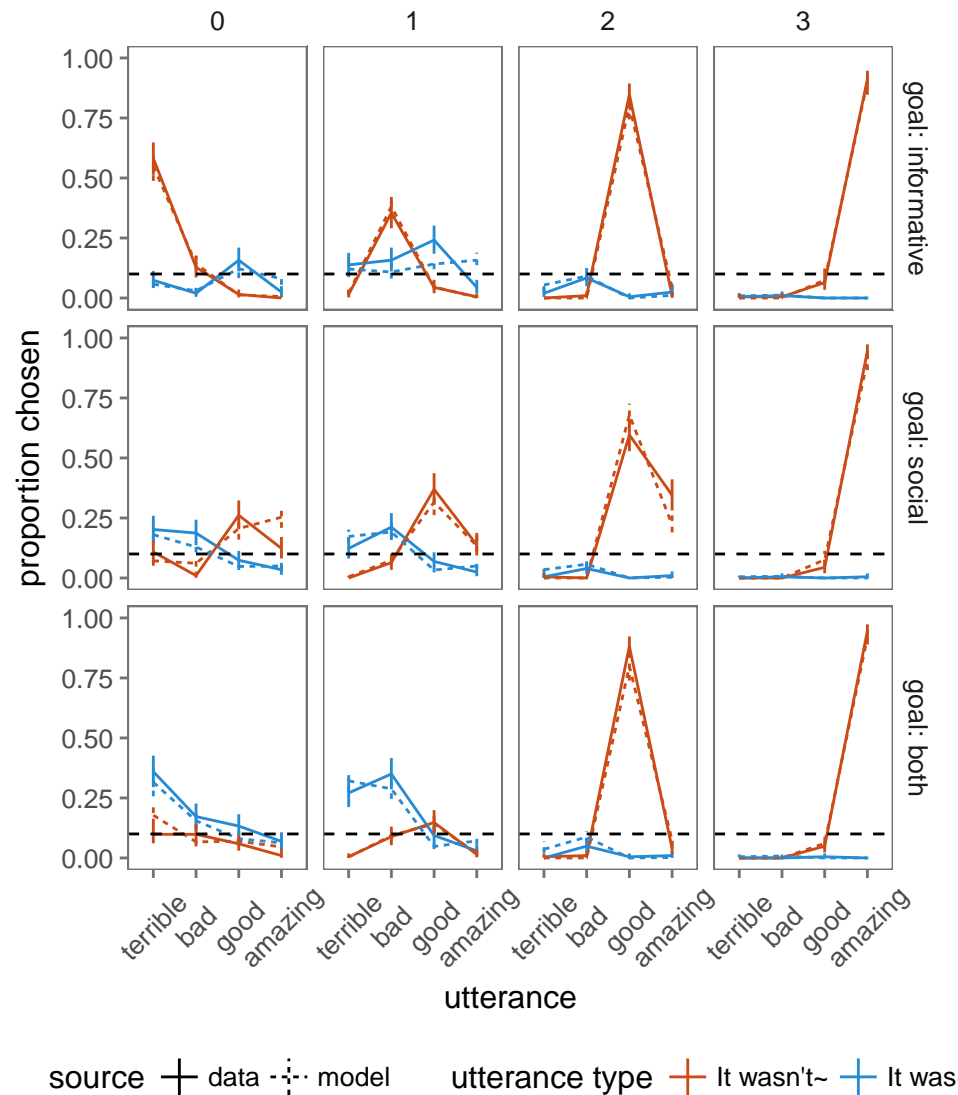 0 1 2 3
1.00
0.75
0.50
0.25
0.00
goal: informative
1.00
0.75
0.50
0.25
0.00
goal: social
1.00
0.75
0.50
0.25
0.00
goal: both
proportion chosen
terrible bad good amazing terrible bad good amazing terrible bad good amazing terrible bad good amazing
utterance
source data model utterance type It wasn't~ It was